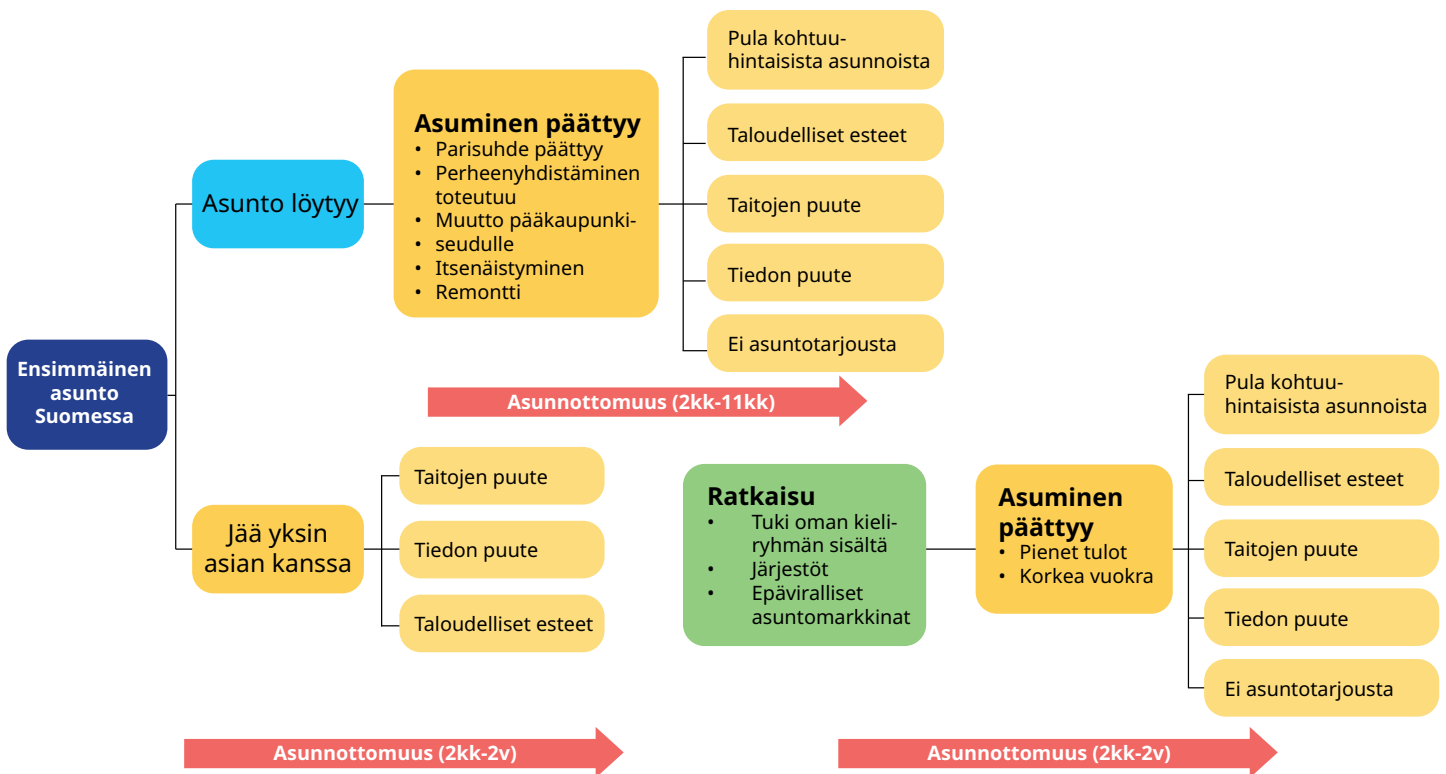 Ensimmäinen
asunto
Suomessa
Asunto löytyy
Asuminen päättyy
• Parisuhde päättyy
• Perheenyhdistäminen
toteutuu
• Muutto pääkaupunki-
• seudulle
• Itsenäistyminen
• Remontti
Pula kohtuu-
hintaisista asunnoista
Taloudelliset esteet
Taitojen puute
Tiedon puute
Ei asuntotarjousta
Asunnottomuus (2kk-11kk)
Jää yksin
asian kanssa
Taitojen puute
Tiedon puute
Taloudelliset esteet
Asunnottomuus (2kk-2v)
Ratkaisu
• Tuki oman kieli-
ryhmän sisältä
• Järjestöt
• Epäviralliset
asuntomarkkinat
Asuminen
päättyy
• Pienet tulot
• Korkea vuokra
Pula kohtuu-
hintaisista asunnoista
Taloudelliset esteet
Taitojen puute
Tiedon puute
Ei asuntotarjousta
Asunnottomuus (2kk-2v)